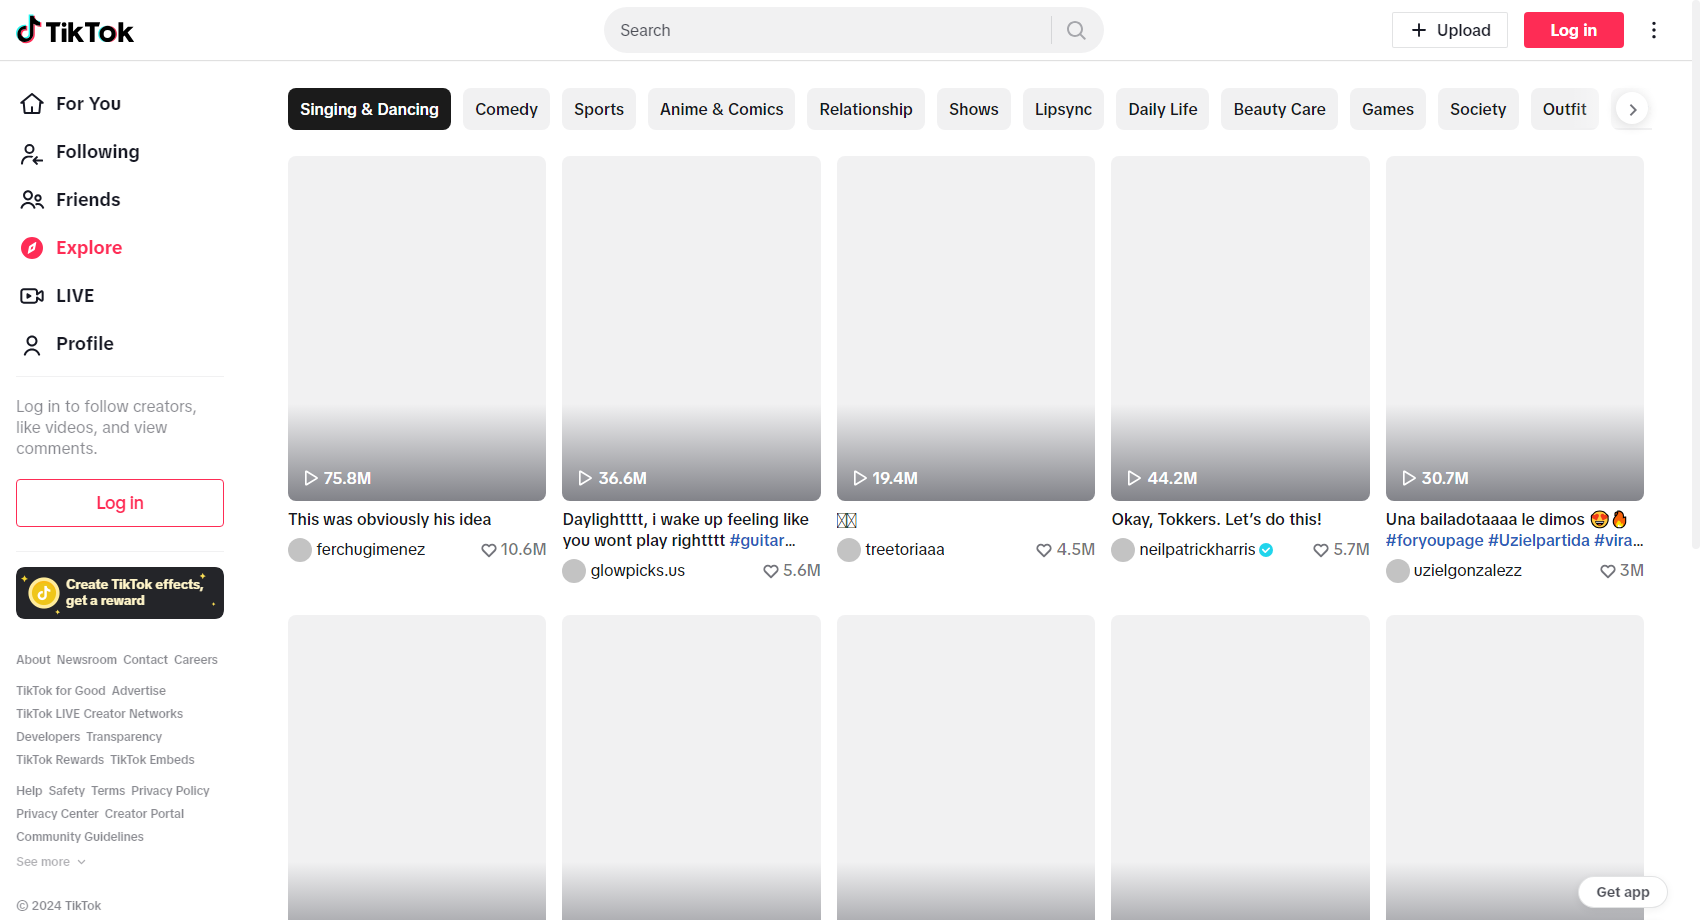 TikTok
Search
Upload
Log in
For You
Following
Friends
Explore
LIVE
Profile
Log in to follow creators,
like videos, and view
comments.
Log in
Create TikTok effects,
get a reward
About Newsroom Contact Careers
TikTok for Good Advertise
TikTok LIVE Creator Networks
Developers Transparency
TikTok Rewards TikTok Embeds
Help Safety Terms Privacy Policy
Privacy Center Creator Portal
Community Guidelines
See more
© 2024 TikTok
Singing & Dancing Comedy Sports Anime & Comics Relationship Shows Lipsync Daily Life Beauty Care Games Society Outfit
75.8M
This was obviously his idea
ferchugimenez 10.6M
36.6M
Daylightttt, i wake up feeling like
you wont play rightttt #guitar...
glowpicks.us 5.6M
19.4M
treetoriaaa 4.5M
44.2M
Okay, Tokkers. Let’s do this!
neilpatrickharris 5.7M
30.7M
Una bailadotaaaa le dimos 😍🔥
#foryoupage #Uzielpartida #vira...
uzielgonzalezz 3M
Get app